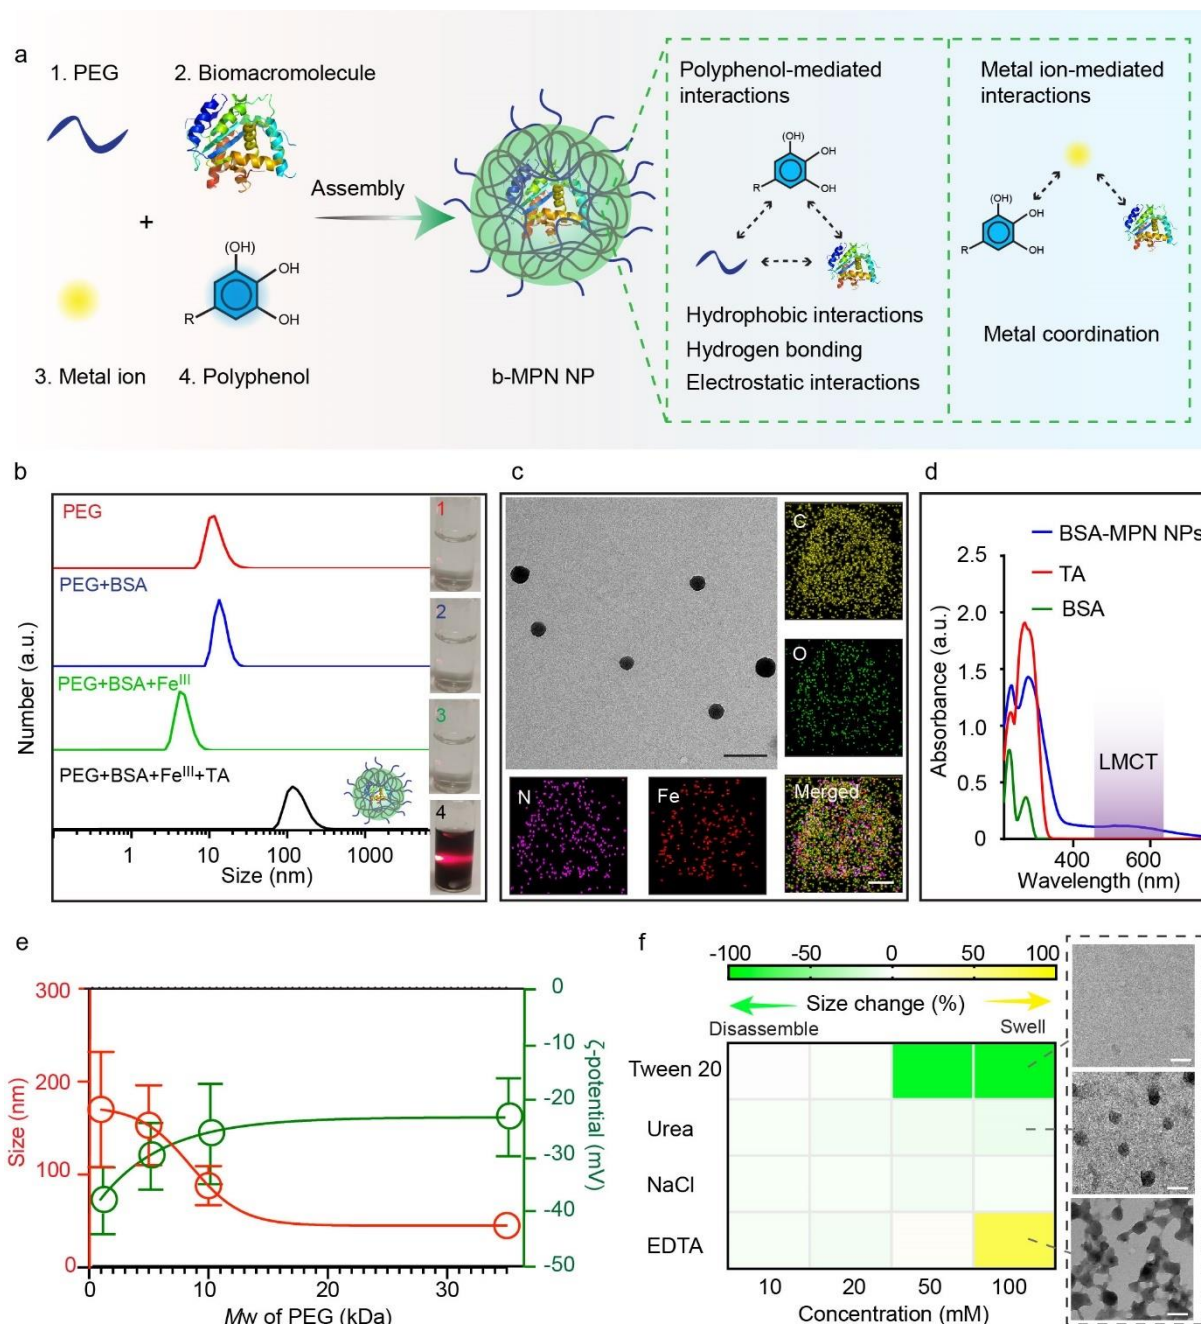 a
1. PEG
2. Biomacromolecule
+
3. Metal ion
4. Polyphenol
(OH)
OH
OH
R
Assembly
b-MPN NP
Polyphenol-mediated
interactions
(OH)
OH
OH
R
Hydrophobic interactions
Hydrogen bonding
Electrostatic interactions
Metal ion-mediated
interactions
(OH)
OH
OH
R
Metal coordination
b
Number (a.u.)
PEG
PEG+BSA
PEG+BSA+Feᴵᴵᴵ
PEG+BSA+Feᴵᴵᴵ+TA
1 10 100 1000
Size (nm)
1
2
3
4
c
C
O
N
Fe
Merged
d
BSA-MPN NPs
TA
BSA
LMCT
Absorbance (a.u.)
2.5
2.0
1.5
1.0
0.5
0
400 600
Wavelength (nm)
e
Size (nm)
300
200
100
0
0 10 20 30
Mw of PEG (kDa)
0
-10
-20
-30
-40
-50
ζ-potential (mV)
f
-100 -50 0 50 100
Size change (%)
Disassemble
Swell
Tween 20
Urea
NaCl
EDTA
10 20 50 100
Concentration (mM)